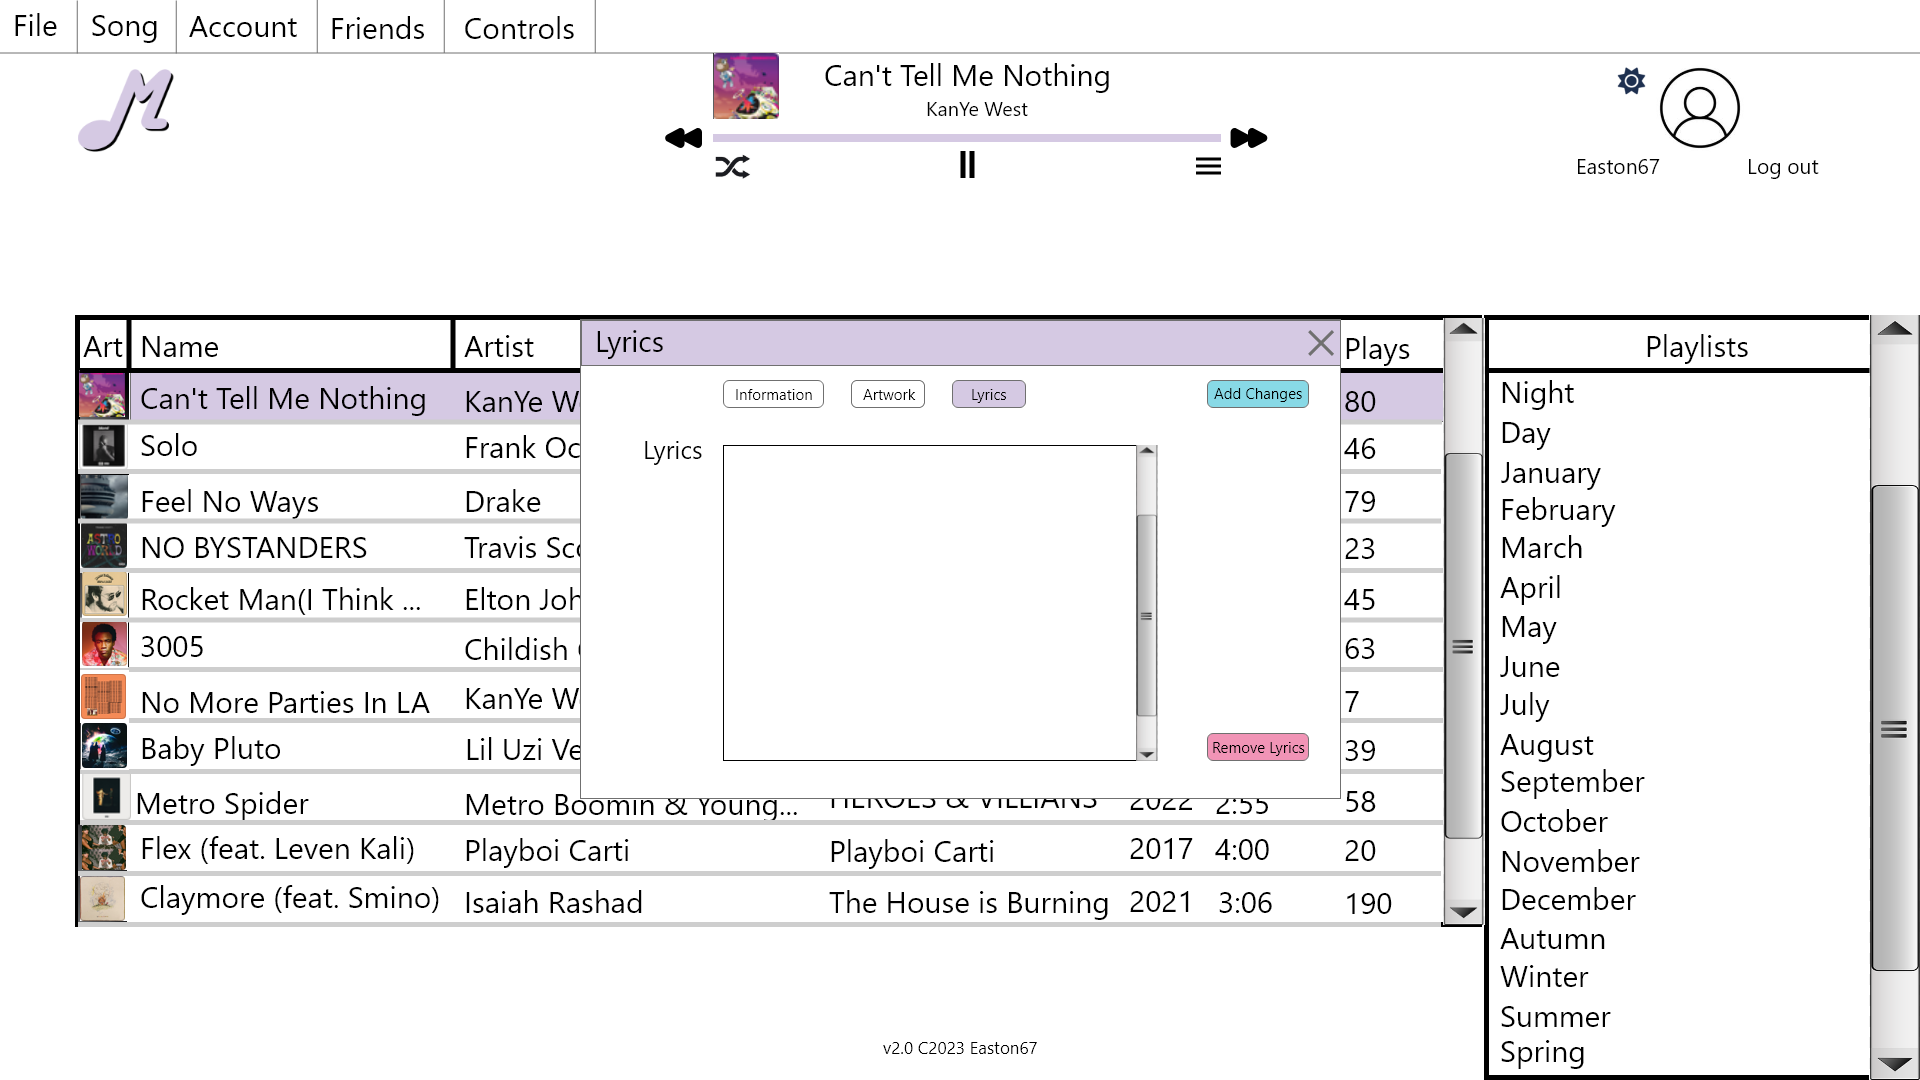 File Song Account Friends Controls
Can't Tell Me Nothing
KanYe West
Easton67 Log out
Art Name Artist Plays
Lyrics
Playlists
Information Artwork Lyrics Add Changes
Lyrics
Can't Tell Me Nothing KanYe W 80
Solo Frank Oc 46
Feel No Ways Drake 79
NO BYSTANDERS Travis Sco 23
Rocket Man(I Think ... Elton Joh 45
3005 Childish 63
No More Parties In LA KanYe W 7
Baby Pluto Lil Uzi Ve 39
Remove Lyrics
Metro Spider Metro Boomin & Young... HEROES & VILLIANS 2022 2:55 58
Flex (feat. Leven Kali) Playboi Carti Playboi Carti 2017 4:00 20
Claymore (feat. Smino) Isaiah Rashad The House is Burning 2021 3:06 190
Night
Day
January
February
March
April
May
June
July
August
September
October
November
December
Autumn
Winter
Summer
Spring
v2.0 C2023 Easton67